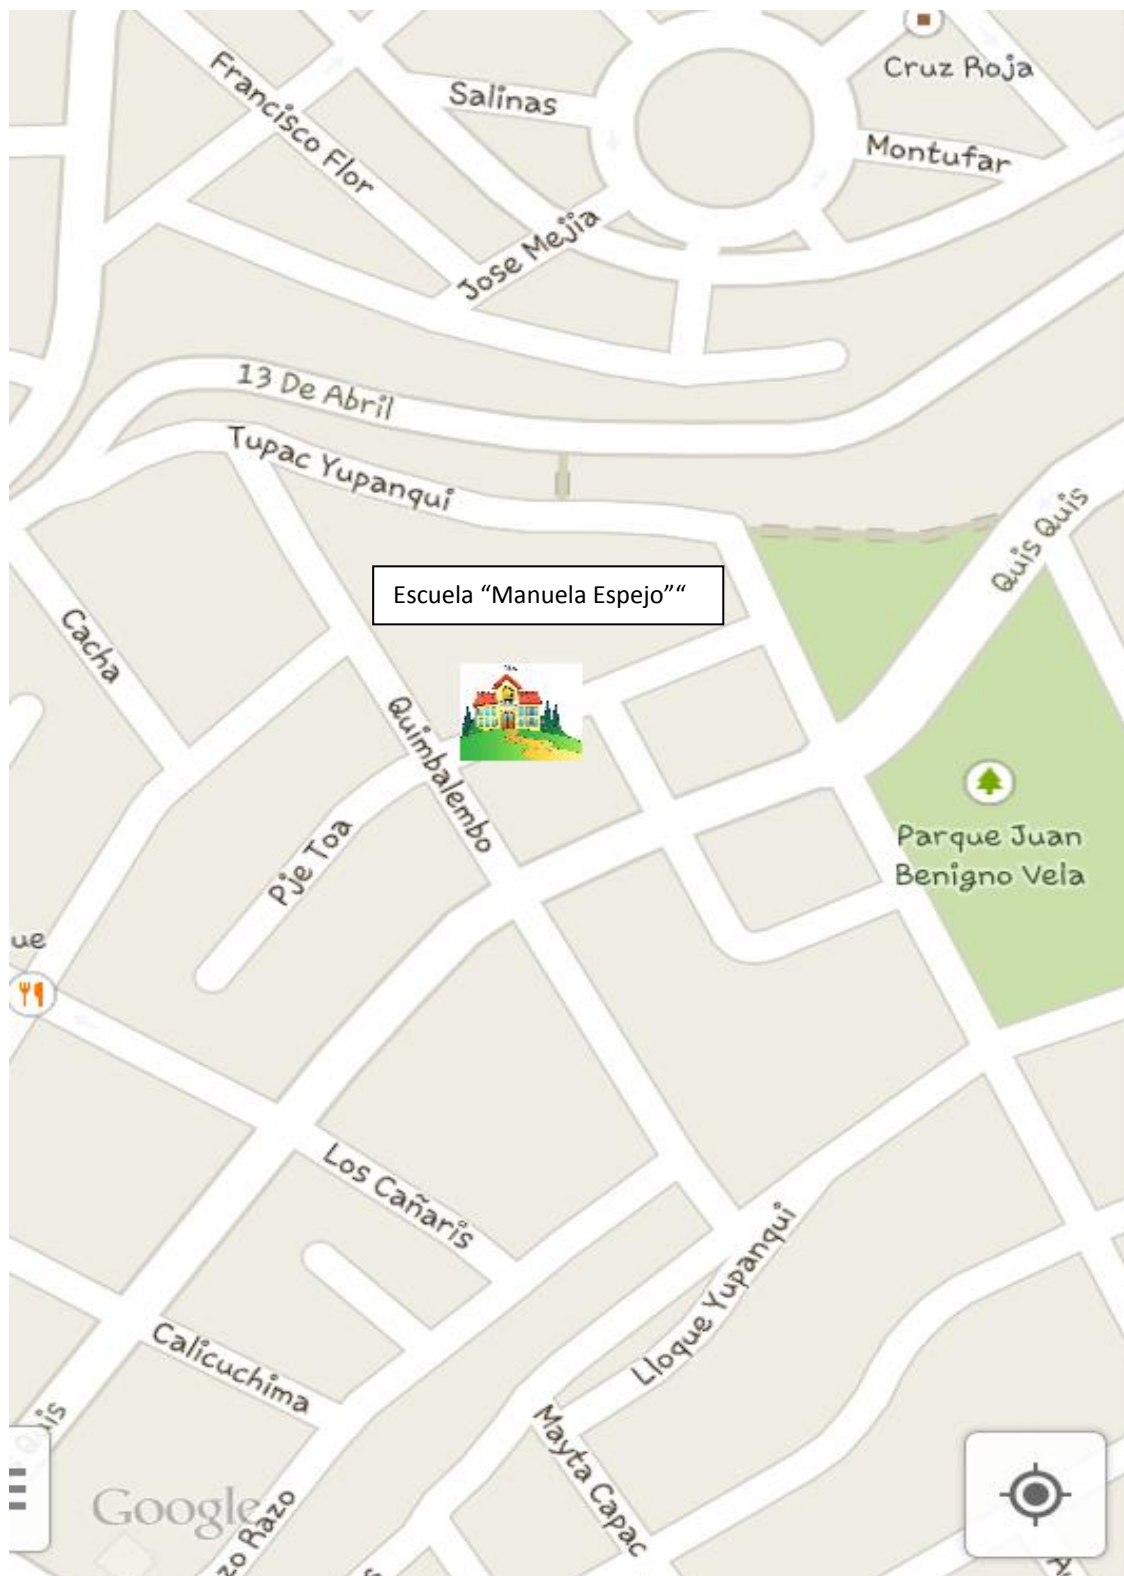 Cruz Roja
Francisco Flor
Salinas
Montufar
Jose Mejia
13 De Abril
Tupac Yupanqui
Quis Quis
Escuela “Manuela Espejo”“
Cacha
Quimbalembo
Parque Juan
Benigno Vela
Pje Toa
ue
Los Cañaris
Lloque Yupanqui
Calicuchima
Quis
Mayta Capac
Google
zo Razo